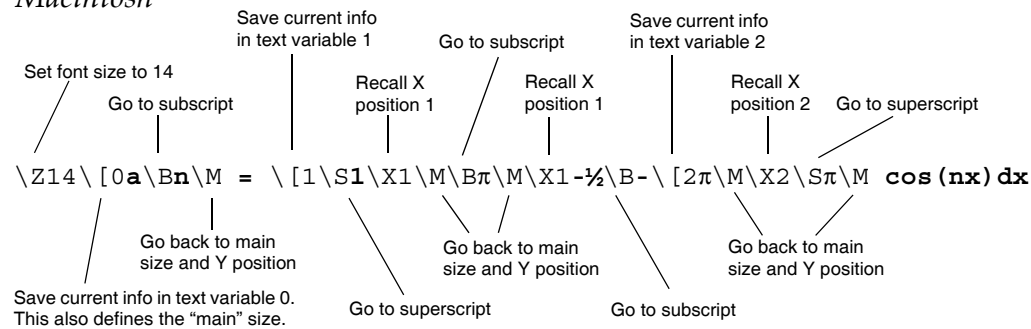 Macintosh
Save current info
in text variable 1
Go to subscript
Save current info
in text variable 2
Set font size to 14
Go to subscript
Recall X
position 1
Recall X
position 1
Recall X
position 2
Go to superscript
\Z14\[0a\Bn\M = \[1\S1\X1\M\Bπ\M\X1-½\B-\[2π\M\X2\Sπ\M cos(nx)dx
Go back to main
size and Y position
Go back to main
size and Y position
Go back to main
size and Y position
Save current info in text variable 0.
This also defines the “main” size.
Go to superscript
Go to subscript